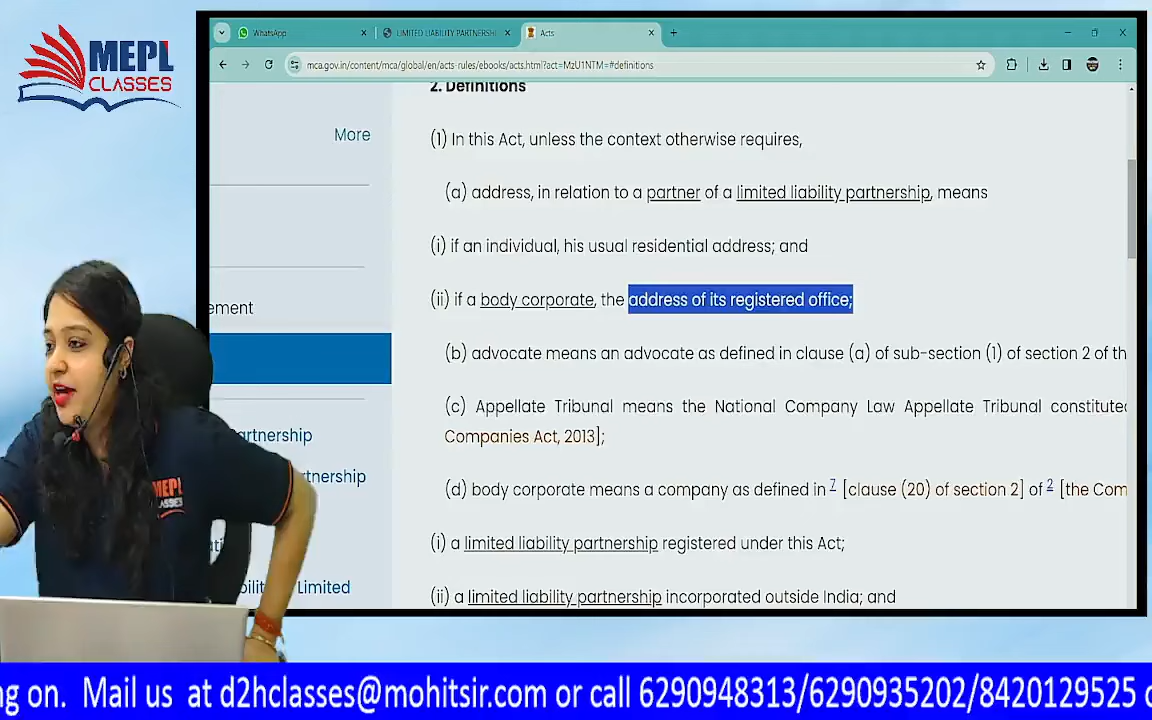 MEPL
CLASSES
WhatsApp
LIMITED LIABILITY PARTNERSHI
Acts
mca.gov.in/content/mca/global/en/acts-rules/ebooks/acts.html?act=MzU1NTM=#definitions
2. Definitions
More
(1) In this Act, unless the context otherwise requires,
(a) address, in relation to a partner of a limited liability partnership, means
(i) if an individual, his usual residential address; and
(ii) if a body corporate, the address of its registered office;
ement
(b) advocate means an advocate as defined in clause (a) of sub-section (1) of section 2 of th
(c) Appellate Tribunal means the National Company Law Appellate Tribunal constituted
Companies Act, 2013];
artnership
rtnership
(d) body corporate means a company as defined in 7 [clause (20) of section 2] of 2 [the Com
MEPL
CLASSES
(i) a limited liability partnership registered under this Act;
Limited
(ii) a limited liability partnership incorporated outside India; and
ng on. Mail us at d2hclasses@mohitsir.com or call 6290948313/6290935202/8420129525 o